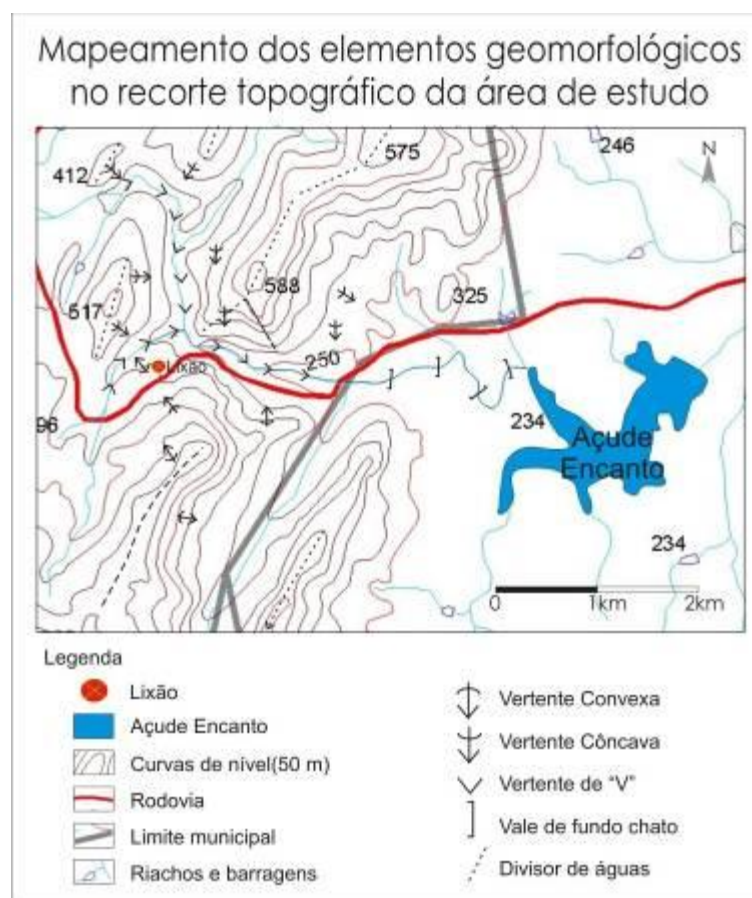 Mapeamento dos elementos geomorfológicos
no recorte topográfico da área de estudo
575
246
N
412
588
517
325
Lixão
250
96
234
Açude
Encanto
234
0 1km 2km
Legenda
Lixão
Açude Encanto
Curvas de nível(50 m)
Rodovia
Limite municipal
Riachos e barragens
Vertente Convexa
Vertente Côncava
Vertente de “V”
Vale de fundo chato
Divisor de águas